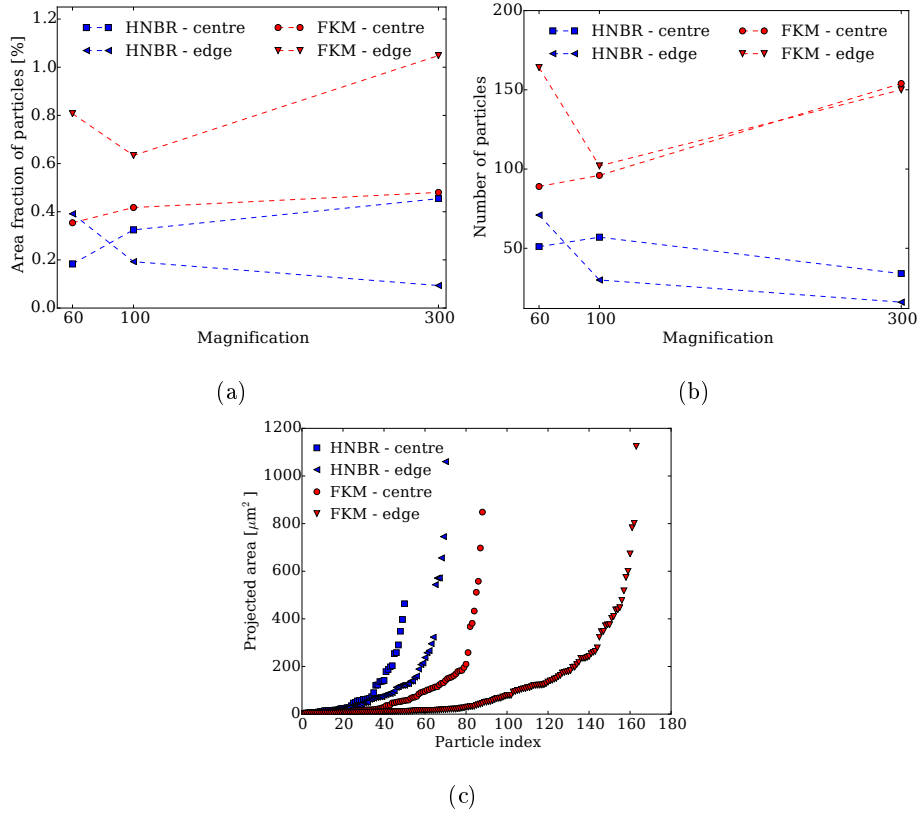 1.2
1.0
0.8
0.6
0.4
0.2
0.0
Area fraction of particles [%]
HNBR - centre
HNBR - edge
FKM - centre
FKM - edge
60 100 300
Magnification
(a)
200
150
100
50
Number of particles
HNBR - centre
HNBR - edge
FKM - centre
FKM - edge
60 100 300
Magnification
(b)
1200
1000
800
600
400
200
0
Projected area [μm²]
HNBR - centre
HNBR - edge
FKM - centre
FKM - edge
0 20 40 60 80 100 120 140 160 180
Particle index
(c)